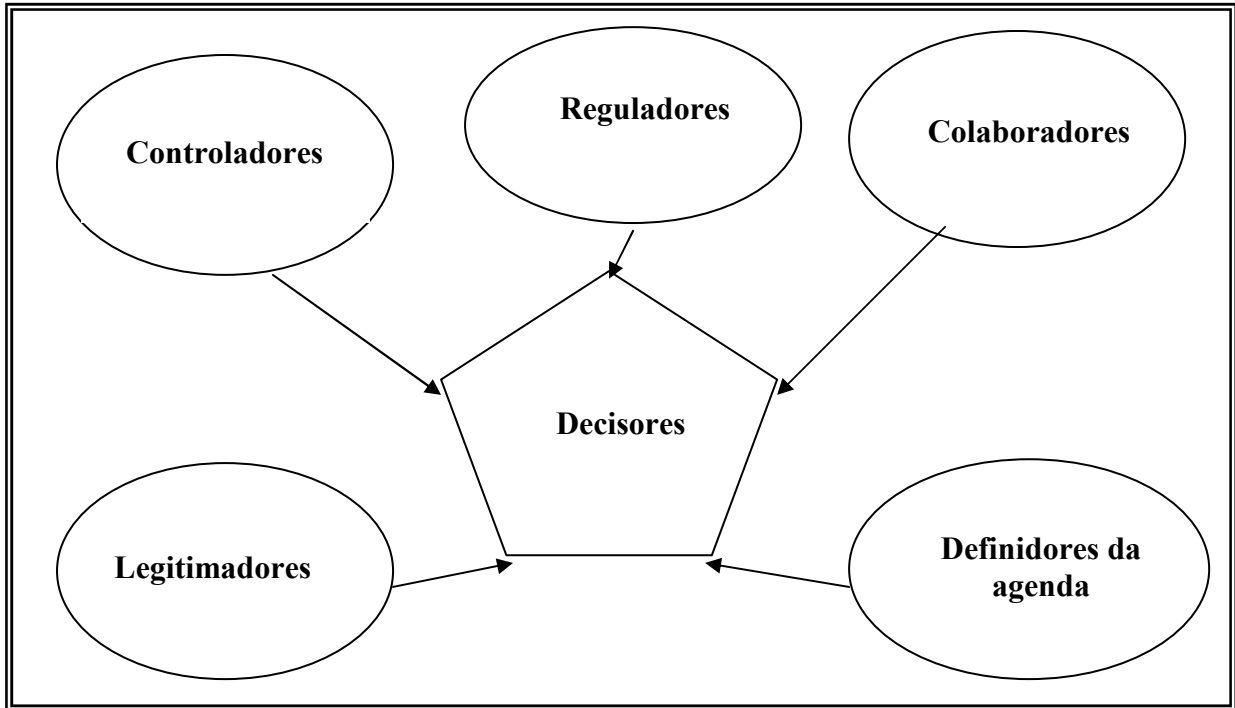 Controladores
Reguladores
Colaboradores
Decisores
Legitimadores
Definidores da
agenda